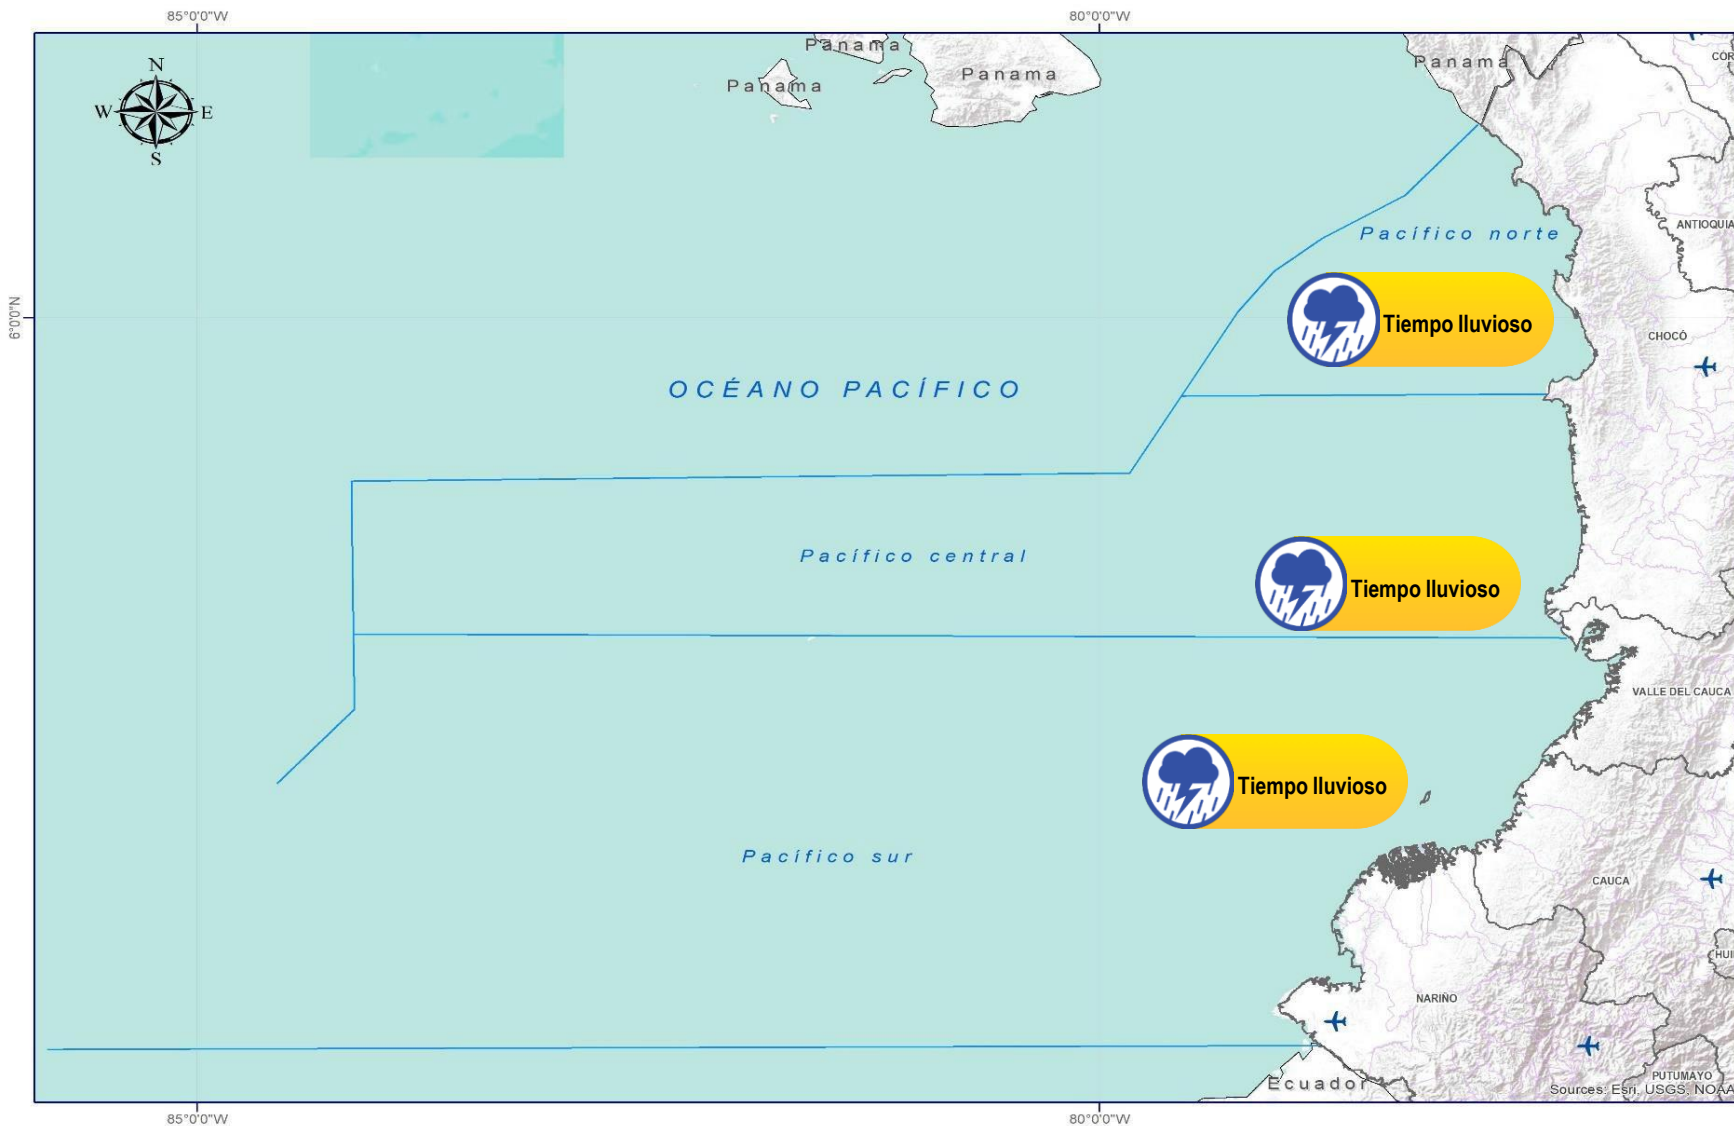 85°0'0"W
80°0'0"W
N
W
E
S
Panama
Panama
Panama
Panama
CÓR
Pacífico norte
ANTIOQUIA
6°0'0"N
Tiempo lluvioso
CHOCÓ
OCÉANO PACÍFICO
Pacífico central
Tiempo lluvioso
VALLE DEL CAUCA
Tiempo lluvioso
Pacífico sur
CAUCA
HUI
NARIÑO
PUTUMAYO
Ecuador
Sources: Esri, USGS, NOAA
85°0'0"W
80°0'0"W